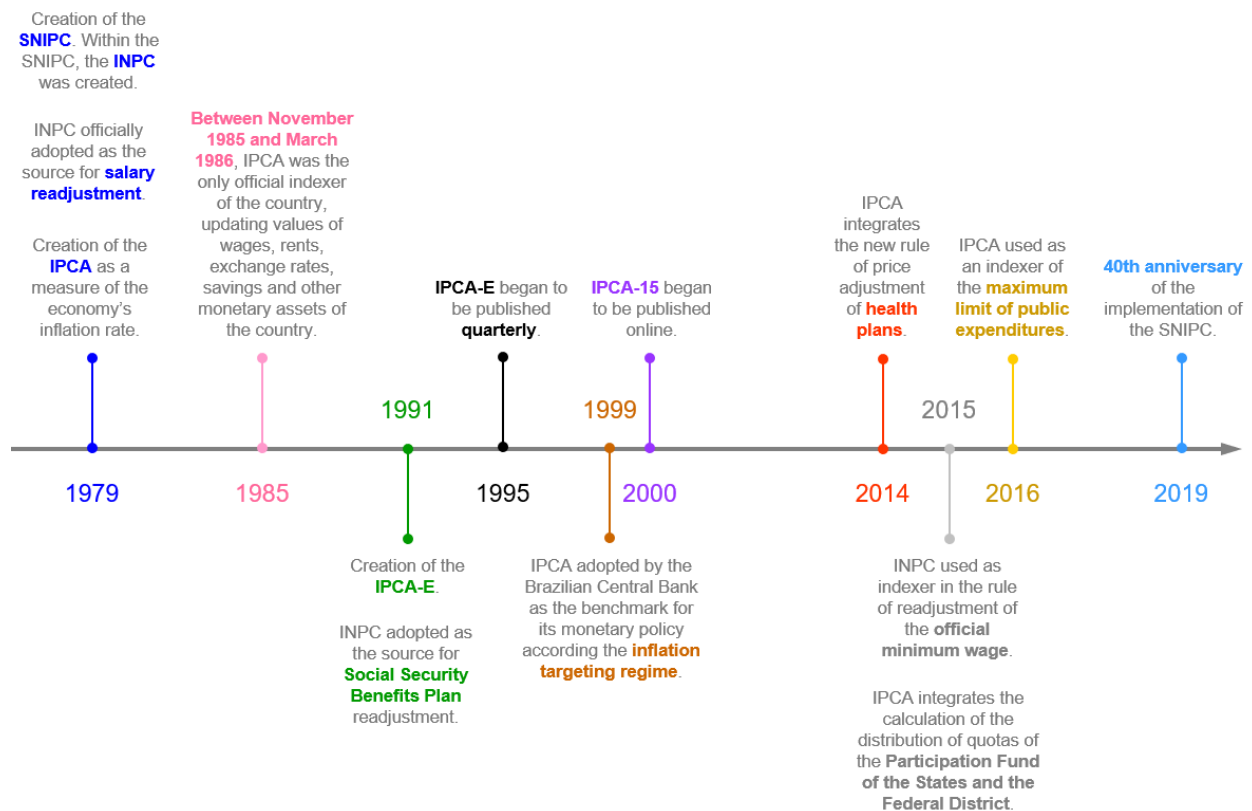 Creation of the
SNIPC. Within the
SNIPC, the INPC
was created.
INPC officially
adopted as the
source for salary
readjustment.
Creation of the
IPCA as a
measure of the
economy's
inflation rate.
1979
Between November
1985 and March
1986, IPCA was the
only official indexer
of the country,
updating values of
wages, rents,
exchange rates,
savings and other
monetary assets of
the country.
1985
1991
Creation of the
IPCA-E.
INPC adopted as
the source for
Social Security
Benefits Plan
readjustment.
IPCA-E began to
be published
quarterly.
1995
1999
IPCA adopted by the
Brazilian Central Bank
as the benchmark for
its monetary policy
according the inflation
targeting regime.
IPCA-15 began
to be published
online.
2000
IPCA
integrates
the new rule
of price
adjustment
of health
plans.
2014
2015
INPC used as
indexer in the rule
of readjustment of
the official
minimum wage.
IPCA integrates the
calculation of the
distribution of quotas of
the Participation Fund
of the States and the
Federal District.
IPCA used as
an indexer of
the maximum
limit of public
expenditures.
2016
40th anniversary
of the
implementation
of the SNIPC.
2019